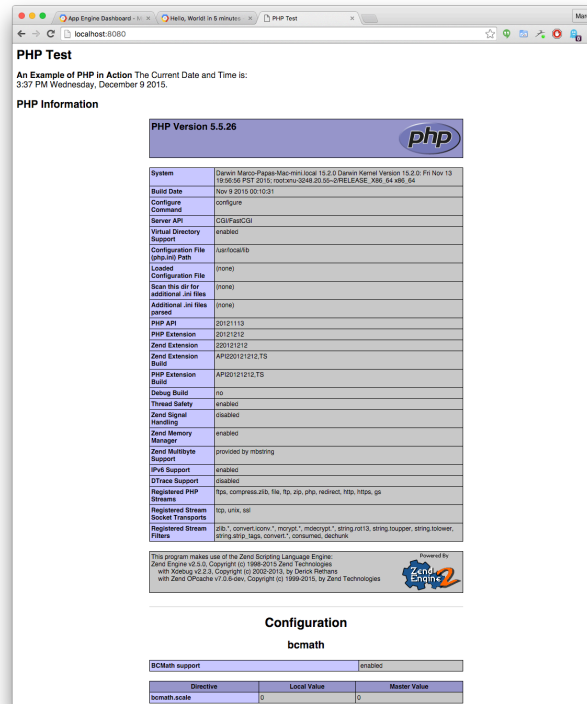 App Engine Dashboard - M
Hello, World! in 5 minutes
PHP Test
Mar
localhost:8080
PHP Test
An Example of PHP in Action The Current Date and Time is:
3:37 PM Wednesday, December 9 2015.
PHP Information
PHP Version 5.5.26
php
System Darwin Marco-Papas-Mac-mini.local 15.2.0 Darwin Kernel Version 15.2.0: Fri Nov 13
19:56:56 PST 2015; root:xnu-3248.20.55~2/RELEASE_X86_64 x86_64
Build Date Nov 9 2015 00:10:31
Configure
Command configure
Server API CGI/FastCGI
Virtual Directory
Support enabled
Configuration File
(php.ini) Path /usr/local/lib
Loaded
Configuration File (none)
Scan this dir for
additional .ini files (none)
Additional .ini files
parsed (none)
PHP API 20121113
PHP Extension 20121212
Zend Extension 220121212
Zend Extension
Build API220121212,TS
PHP Extension
Build API20121212,TS
Debug Build no
Thread Safety enabled
Zend Signal
Handling disabled
Zend Memory
Manager enabled
Zend Multibyte
Support provided by mbstring
IPv6 Support enabled
DTrace Support disabled
Registered PHP
Streams ftps, compress.zlib, file, ftp, zip, php, redirect, http, https, gs
Registered Stream
Socket Transports tcp, unix, ssl
Registered Stream
Filters zlib.*, convert.iconv.*, mcrypt.*, mdecrypt.*, string.rot13, string.toupper, string.tolower,
string.strip_tags, convert.*, consumed, dechunk
This program makes use of the Zend Scripting Language Engine:
Zend Engine v2.5.0, Copyright (c) 1998-2015 Zend Technologies
with Xdebug v2.2.3, Copyright (c) 2002-2013, by Derick Rethans
with Zend OPcache v7.0.6-dev, Copyright (c) 1999-2015, by Zend Technologies
Powered By
Zend
Engine 2
Configuration
bcmath
BCMath support enabled
Directive Local Value Master Value
bcmath.scale 0 0